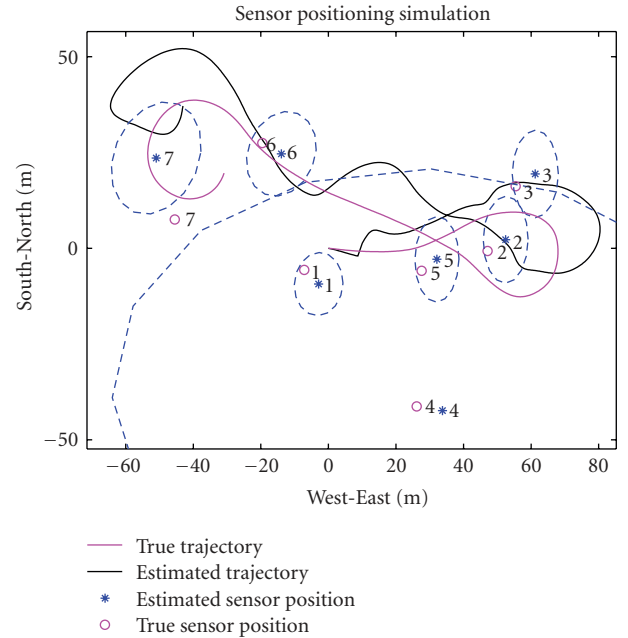 Sensor positioning simulation
50
0
−50
South-North (m)
6
6
7
7
3
3
2
2
5
5
1
1
4
4
−60 −40 −20 0 20 40 60 80
West-East (m)
True trajectory
Estimated trajectory
Estimated sensor position
True sensor position